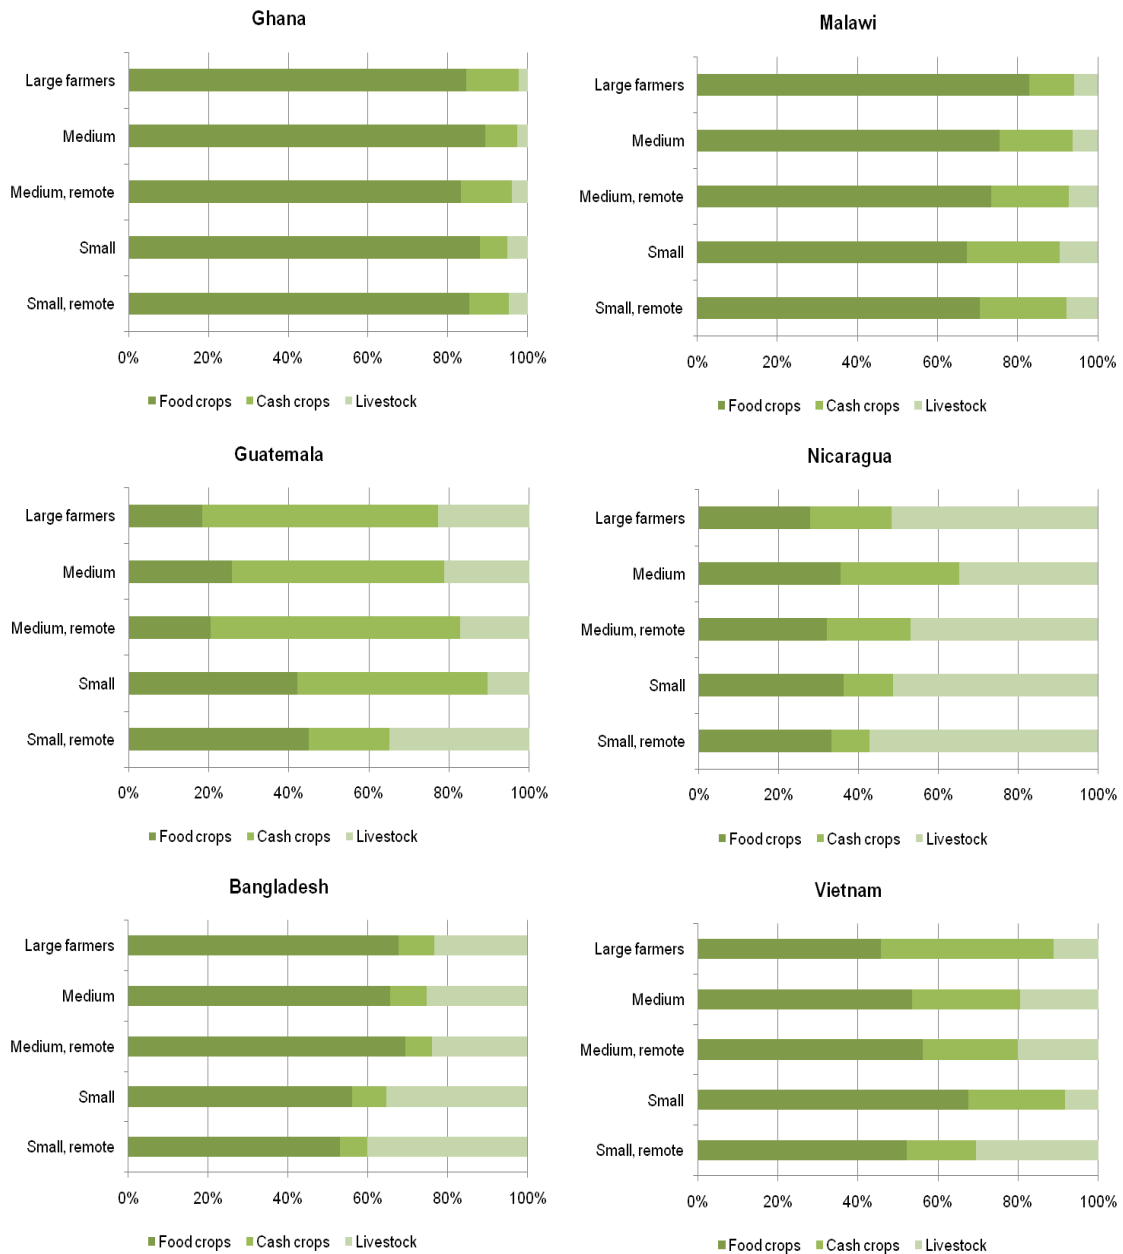 Ghana
Large farmers
Medium
Medium, remote
Small
Small, remote
0% 20% 40% 60% 80% 100%
Food crops Cash crops Livestock
Malawi
Large farmers
Medium
Medium, remote
Small
Small, remote
0% 20% 40% 60% 80% 100%
Food crops Cash crops Livestock
Guatemala
Large farmers
Medium
Medium, remote
Small
Small, remote
0% 20% 40% 60% 80% 100%
Food crops Cash crops Livestock
Nicaragua
Large farmers
Medium
Medium, remote
Small
Small, remote
0% 20% 40% 60% 80% 100%
Food crops Cash crops Livestock
Bangladesh
Large farmers
Medium
Medium, remote
Small
Small, remote
0% 20% 40% 60% 80% 100%
Food crops Cash crops Livestock
Vietnam
Large farmers
Medium
Medium, remote
Small
Small, remote
0% 20% 40% 60% 80% 100%
Food crops Cash crops Livestock